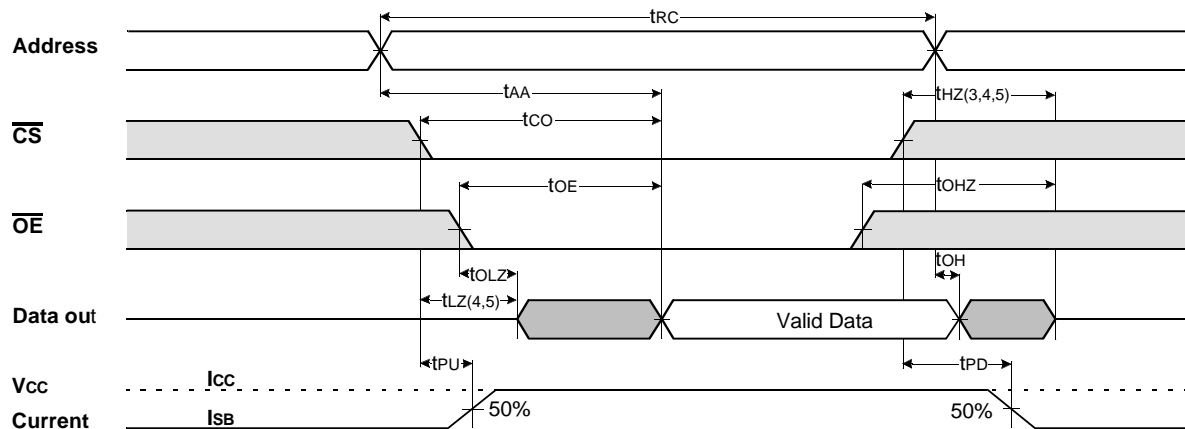 tRC
Address
tAA
tHZ(3,4,5)
tCO
CS
tOE
tOHZ
OE
tOH
tOLZ
tLZ(4,5)
Data out
Valid Data
tPU
tPD
VCC
ICC
50%
50%
Current
ISB